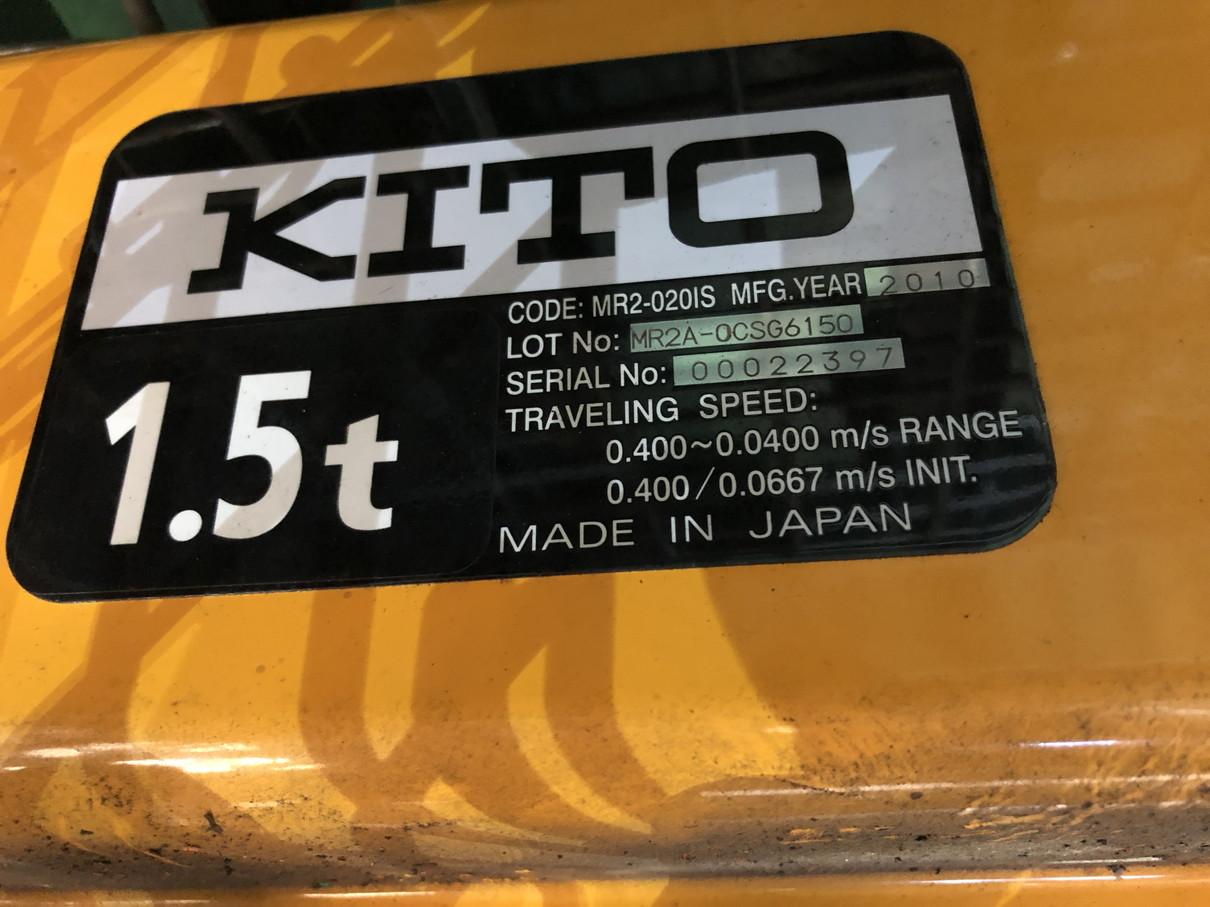 KITO
1.5t
CODE: MR2-020IS MFG.YEAR 2010
LOT No: MR2A-0CSG6150
SERIAL No: 00022397
TRAVELING SPEED:
0.400~0.0400 m/s RANGE
0.400/0.0667 m/s INIT.
MADE IN JAPAN